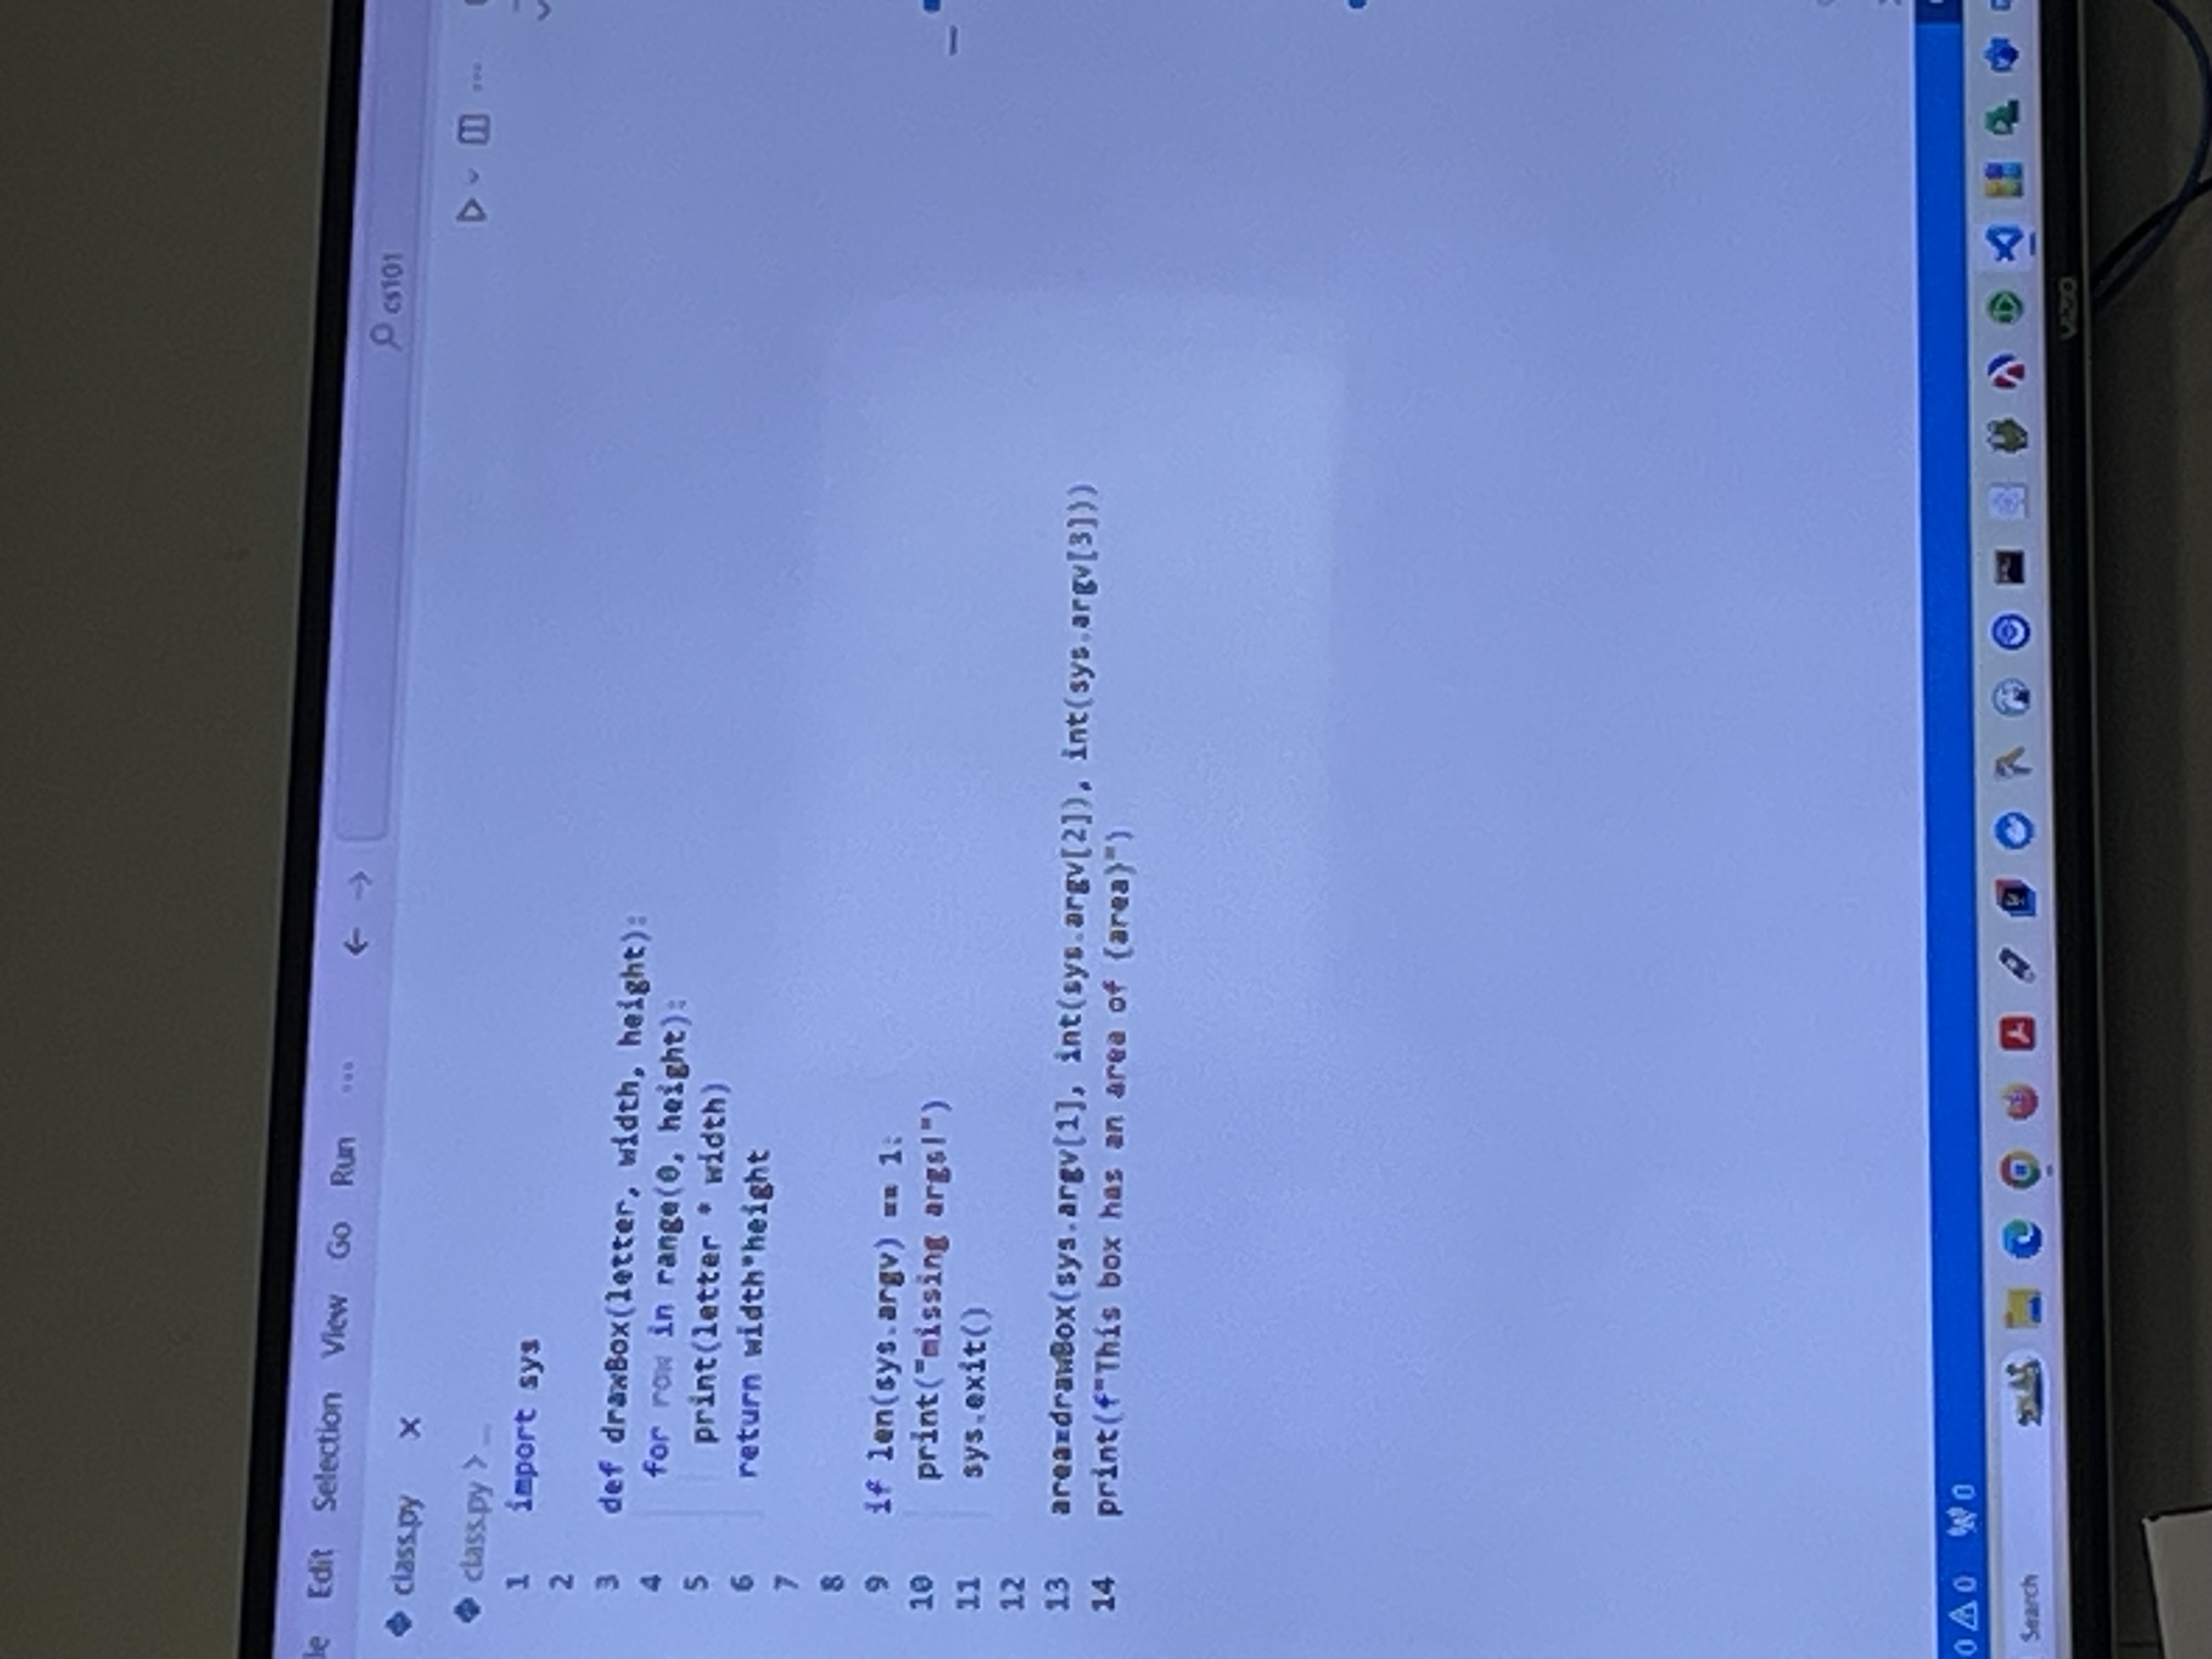 le Edit Selection View Go Run ... cs101
class.py
class.py > ...
1 import sys
2
3 def drawBox(letter, width, height):
4 for row in range(0, height):
5 print(letter * width)
6 return width*height
7
8
9 if len(sys.argv) == 1:
10 print("missing args!")
11 sys.exit()
12
13 area=drawBox(sys.argv[1], int(sys.argv[2]), int(sys.argv[3]))
14 print(f"This box has an area of {area}")
0 0 0
Search
VIZIO